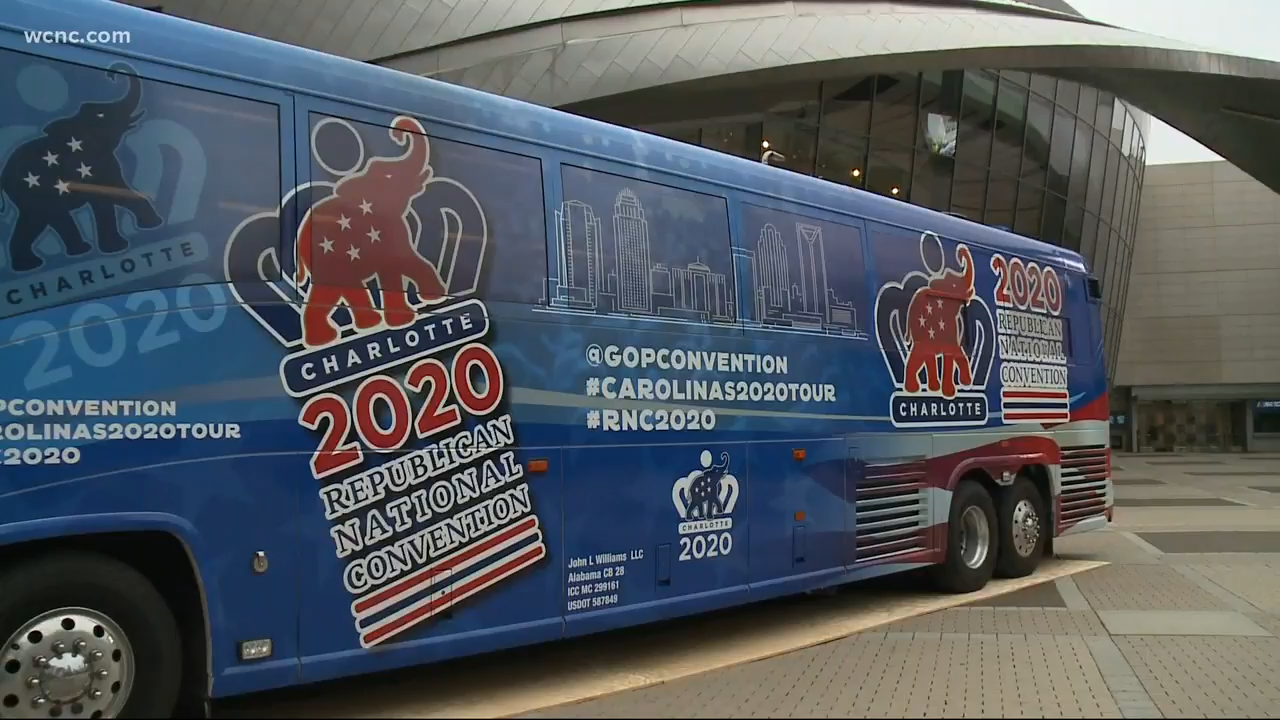 wcnc.com
CHARLOTTE
2020
PCONVENTION
ROLINAS2020TOUR
2020
CHARLOTTE
2020
REPUBLICAN
NATIONAL
CONVENTION
@GOPCONVENTION
#CAROLINAS2020TOUR
#RNC2020
CHARLOTTE
2020
John L Williams LLC
Alabama CB 28
ICC MC 299161
USDOT 587849
CHARLOTTE
2020
REPUBLICAN
NATIONAL
CONVENTION